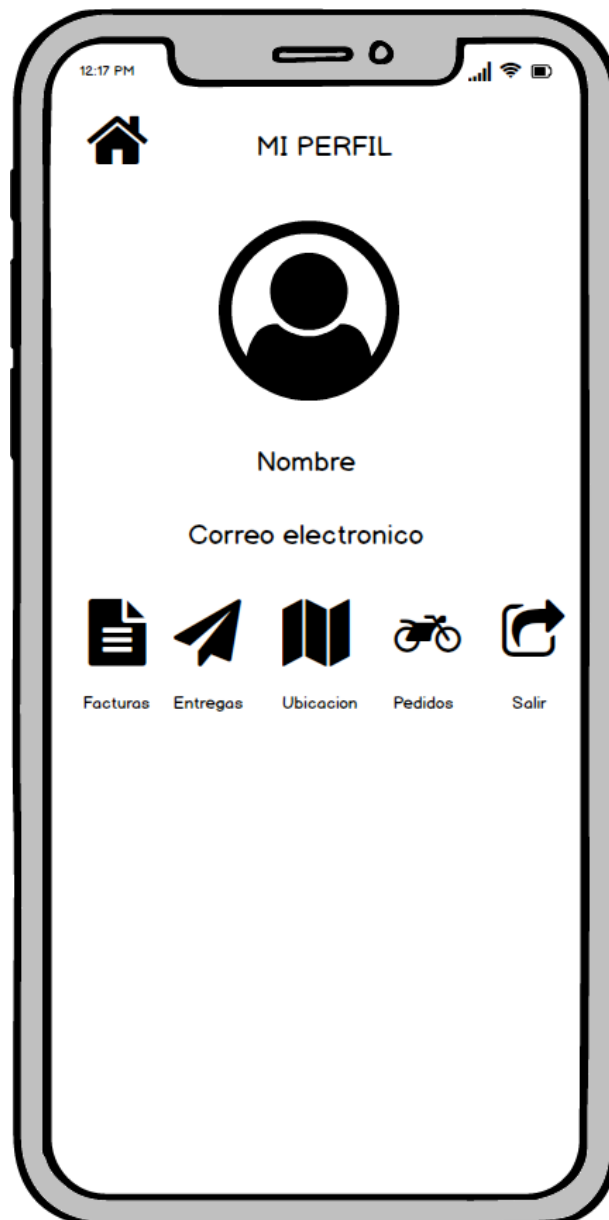 12:17 PM
MI PERFIL
Nombre
Correo electronico
Facturas Entregas Ubicacion Pedidos Salir